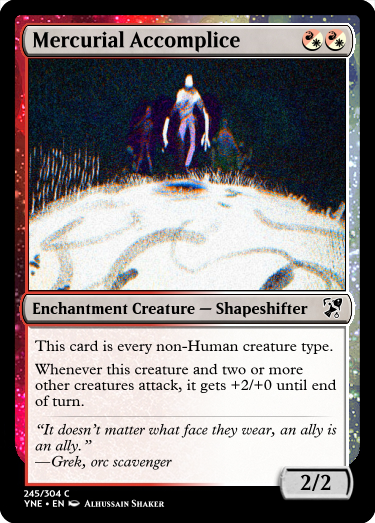 Mercurial Accomplice
Enchantment Creature — Shapeshifter
This card is every non-Human creature type.
Whenever this creature and two or more
other creatures attack, it gets +2/+0 until end
of turn.
“It doesn’t matter what face they wear, an ally is
an ally.”
—Grek, orc scavenger
2/2
245/304 C
YNE • EN Alhussain Shaker